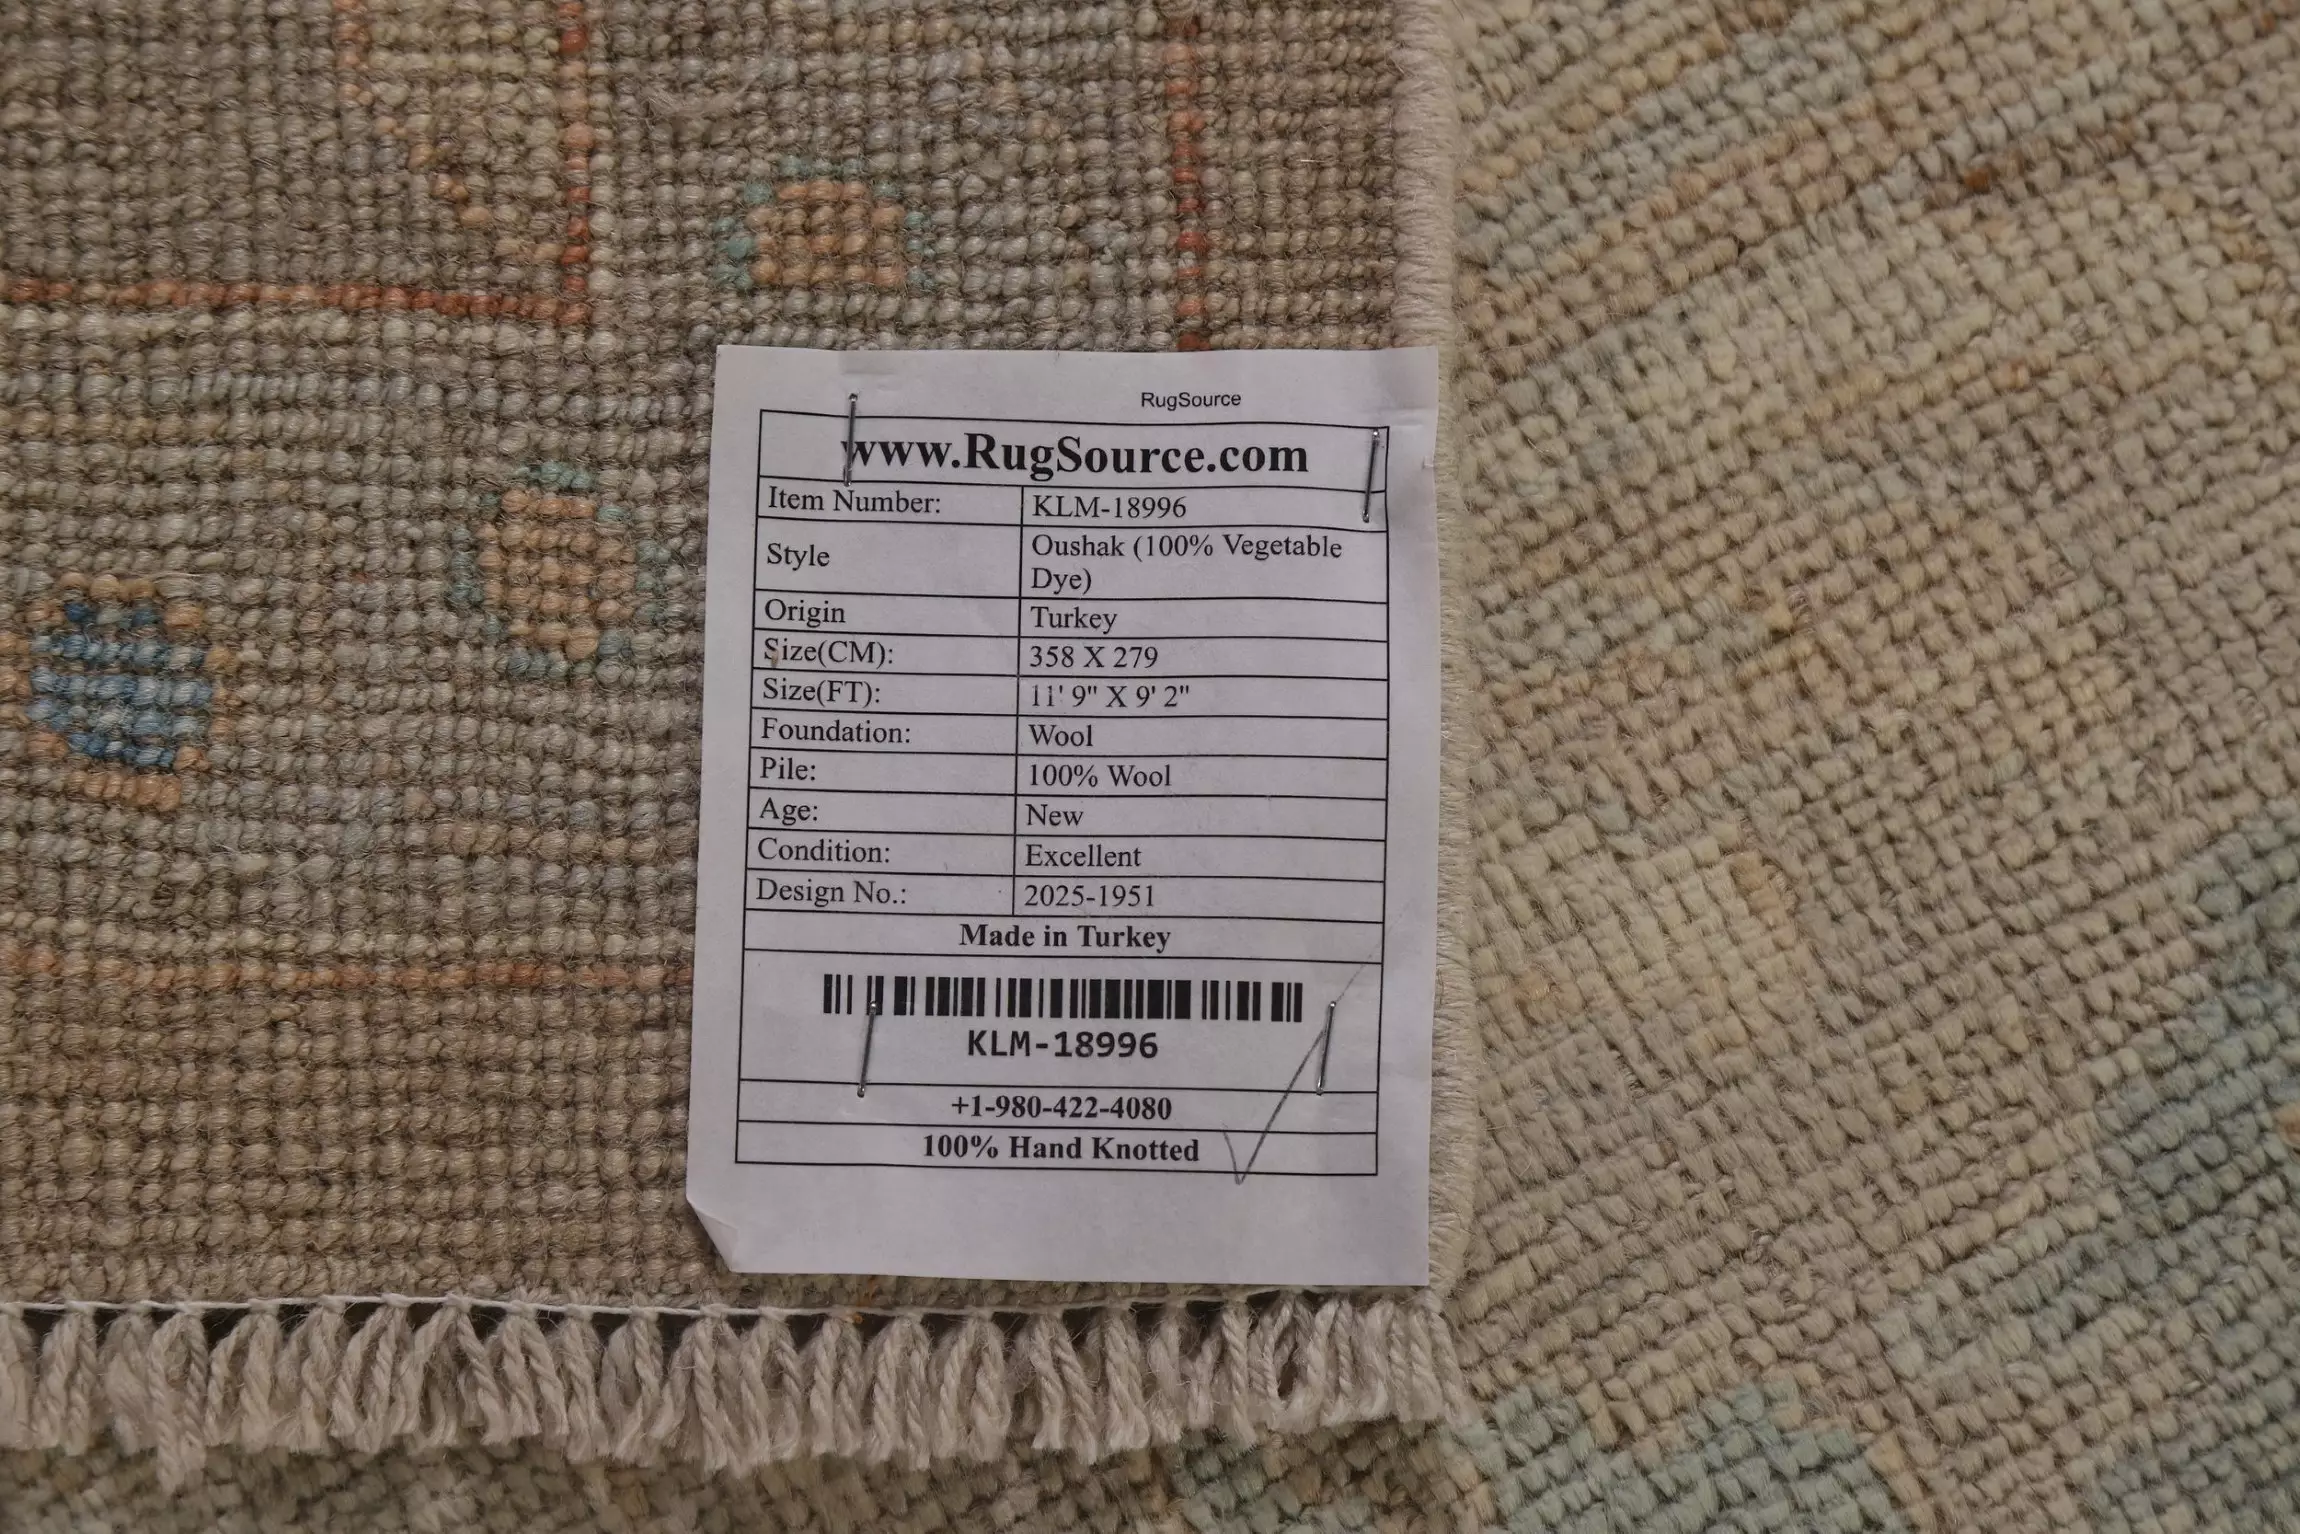 RugSource
www.RugSource.com
Item Number: KLM-18996
Style Oushak (100% Vegetable
Dye)
Origin Turkey
Size(CM): 358 X 279
Size(FT): 11' 9" X 9' 2"
Foundation: Wool
Pile: 100% Wool
Age: New
Condition: Excellent
Design No.: 2025-1951
Made in Turkey
KLM-18996
+1-980-422-4080
100% Hand Knotted